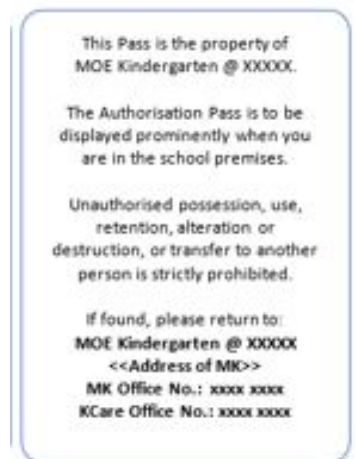 This Pass is the property of
MOE Kindergarten @ XXXXX.
The Authorisation Pass is to be
displayed prominently when you
are in the school premises.
Unauthorised possession, use,
retention, alteration or
destruction, or transfer to another
person is strictly prohibited.
If found, please return to:
MOE Kindergarten @ XXXXX
<<Address of MK>>
MK Office No.: xxxx xxxx
KCare Office No.: xxxx xxxx